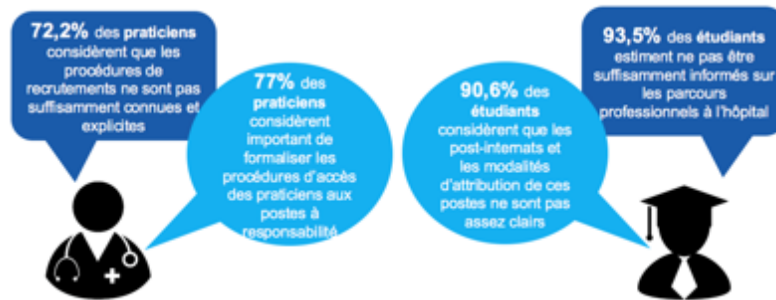 72,2% des praticiens
considèrent que les
procédures de
recrutements ne sont pas
suffisamment connues et
explicites
77% des
praticiens
considèrent
important de
formaliser les
procédures d'accès
des praticiens aux
postes à
responsabilité
90,6% des
étudiants
considèrent que les
post-internats et
les modalités
d'attribution de ces
postes ne sont pas
assez clairs
93,5% des étudiants
estiment ne pas être
suffisamment informés sur
les parcours
professionnels à l'hôpital